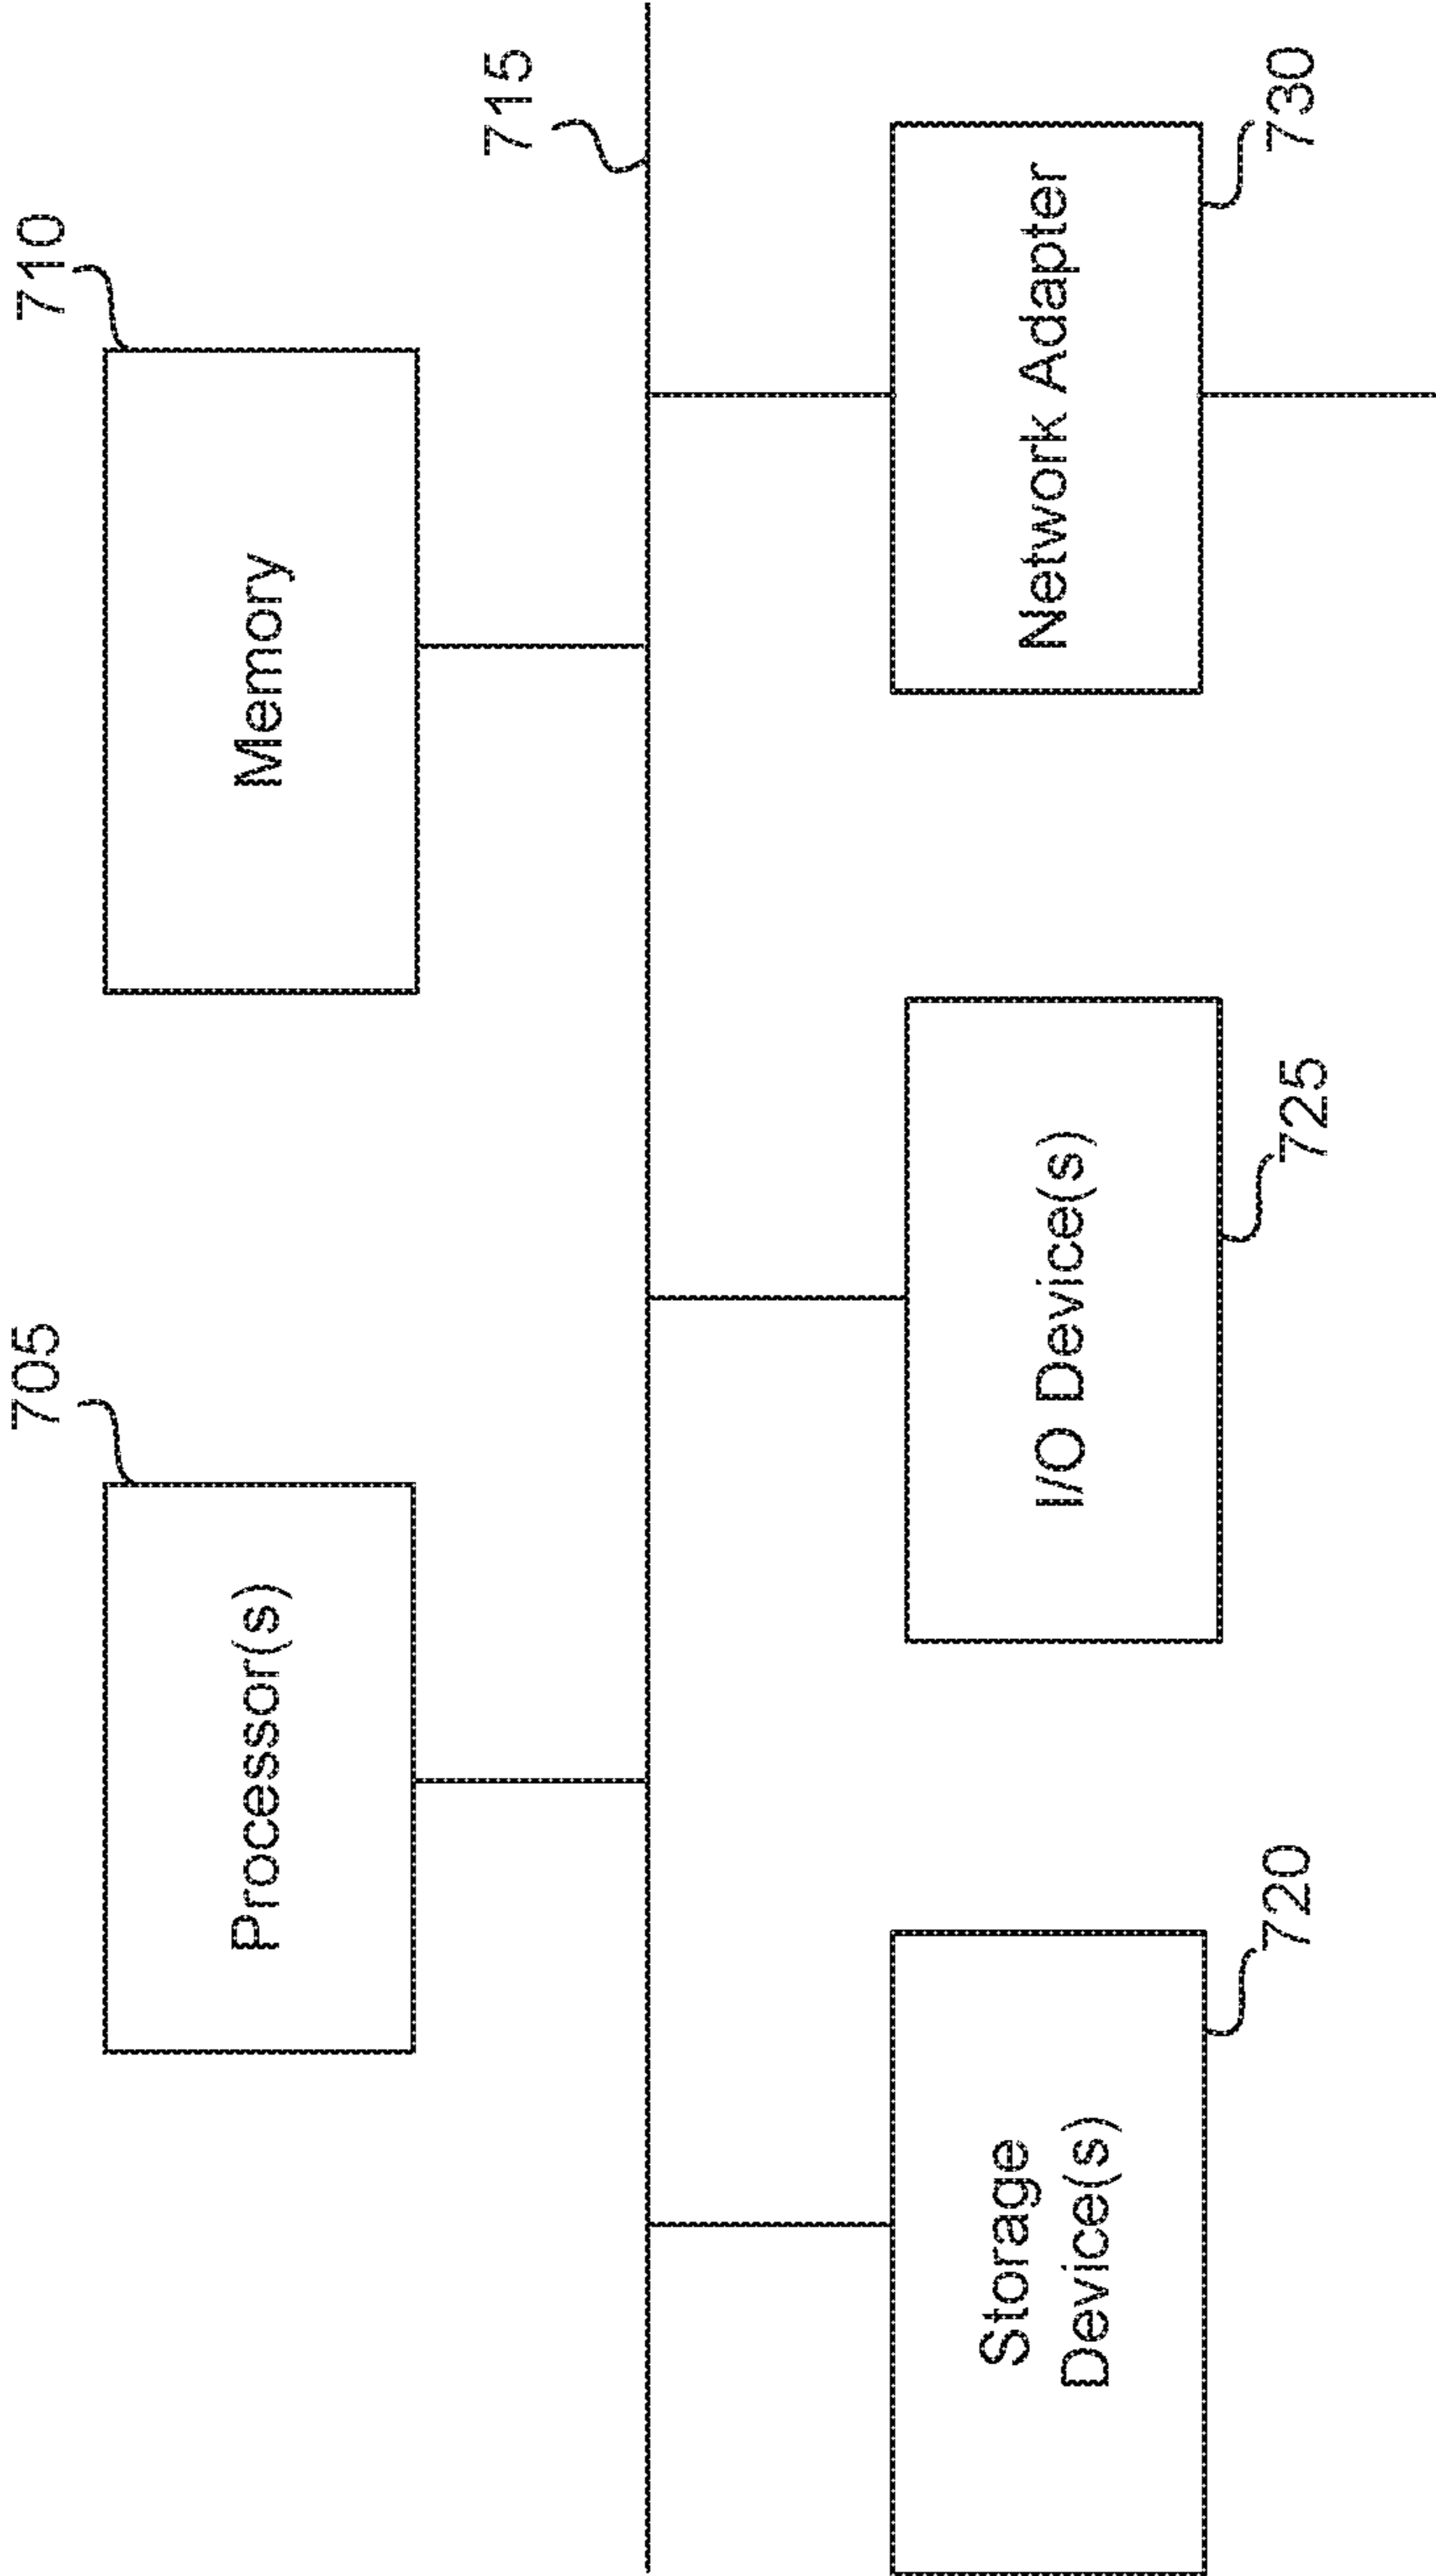 705
710
Processor(s)
Memory
715
Storage
Device(s)
I/O Device(s)
Network Adapter
720
725
730